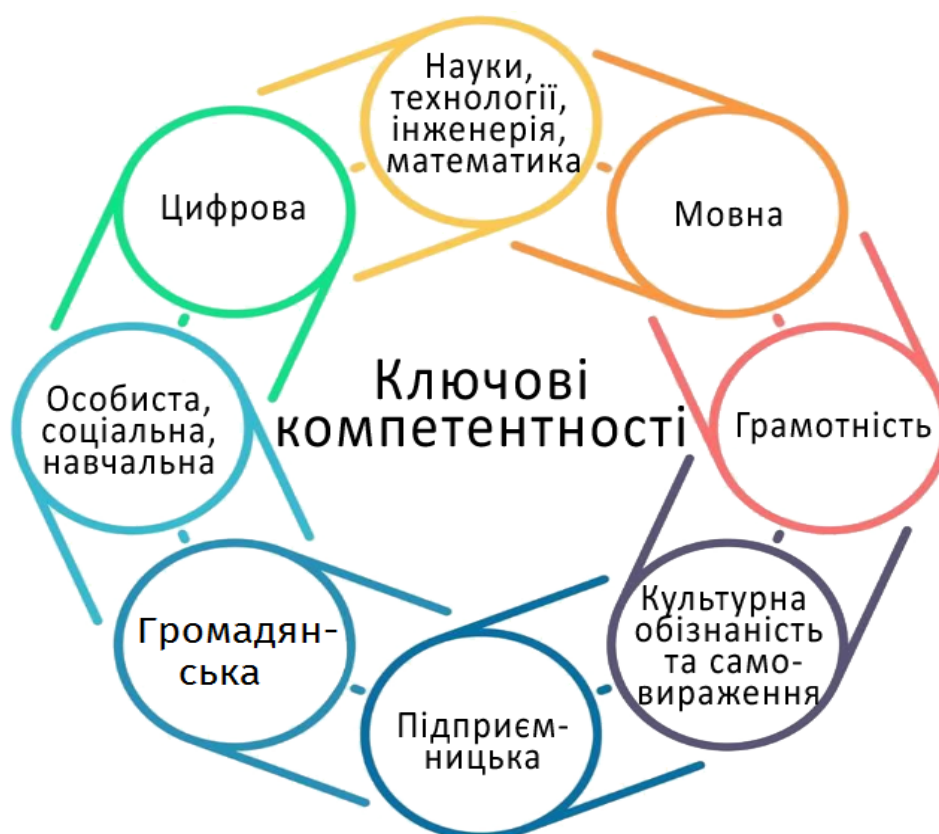 Науки,
технології,
інженерія,
математика
Цифрова
Мовна
Ключові
компетентності
Особиста,
соціальна,
навчальна
Грамотність
Громадян-
ська
Культурна
обізнаність
та само-
вираження
Підприєм-
ницька